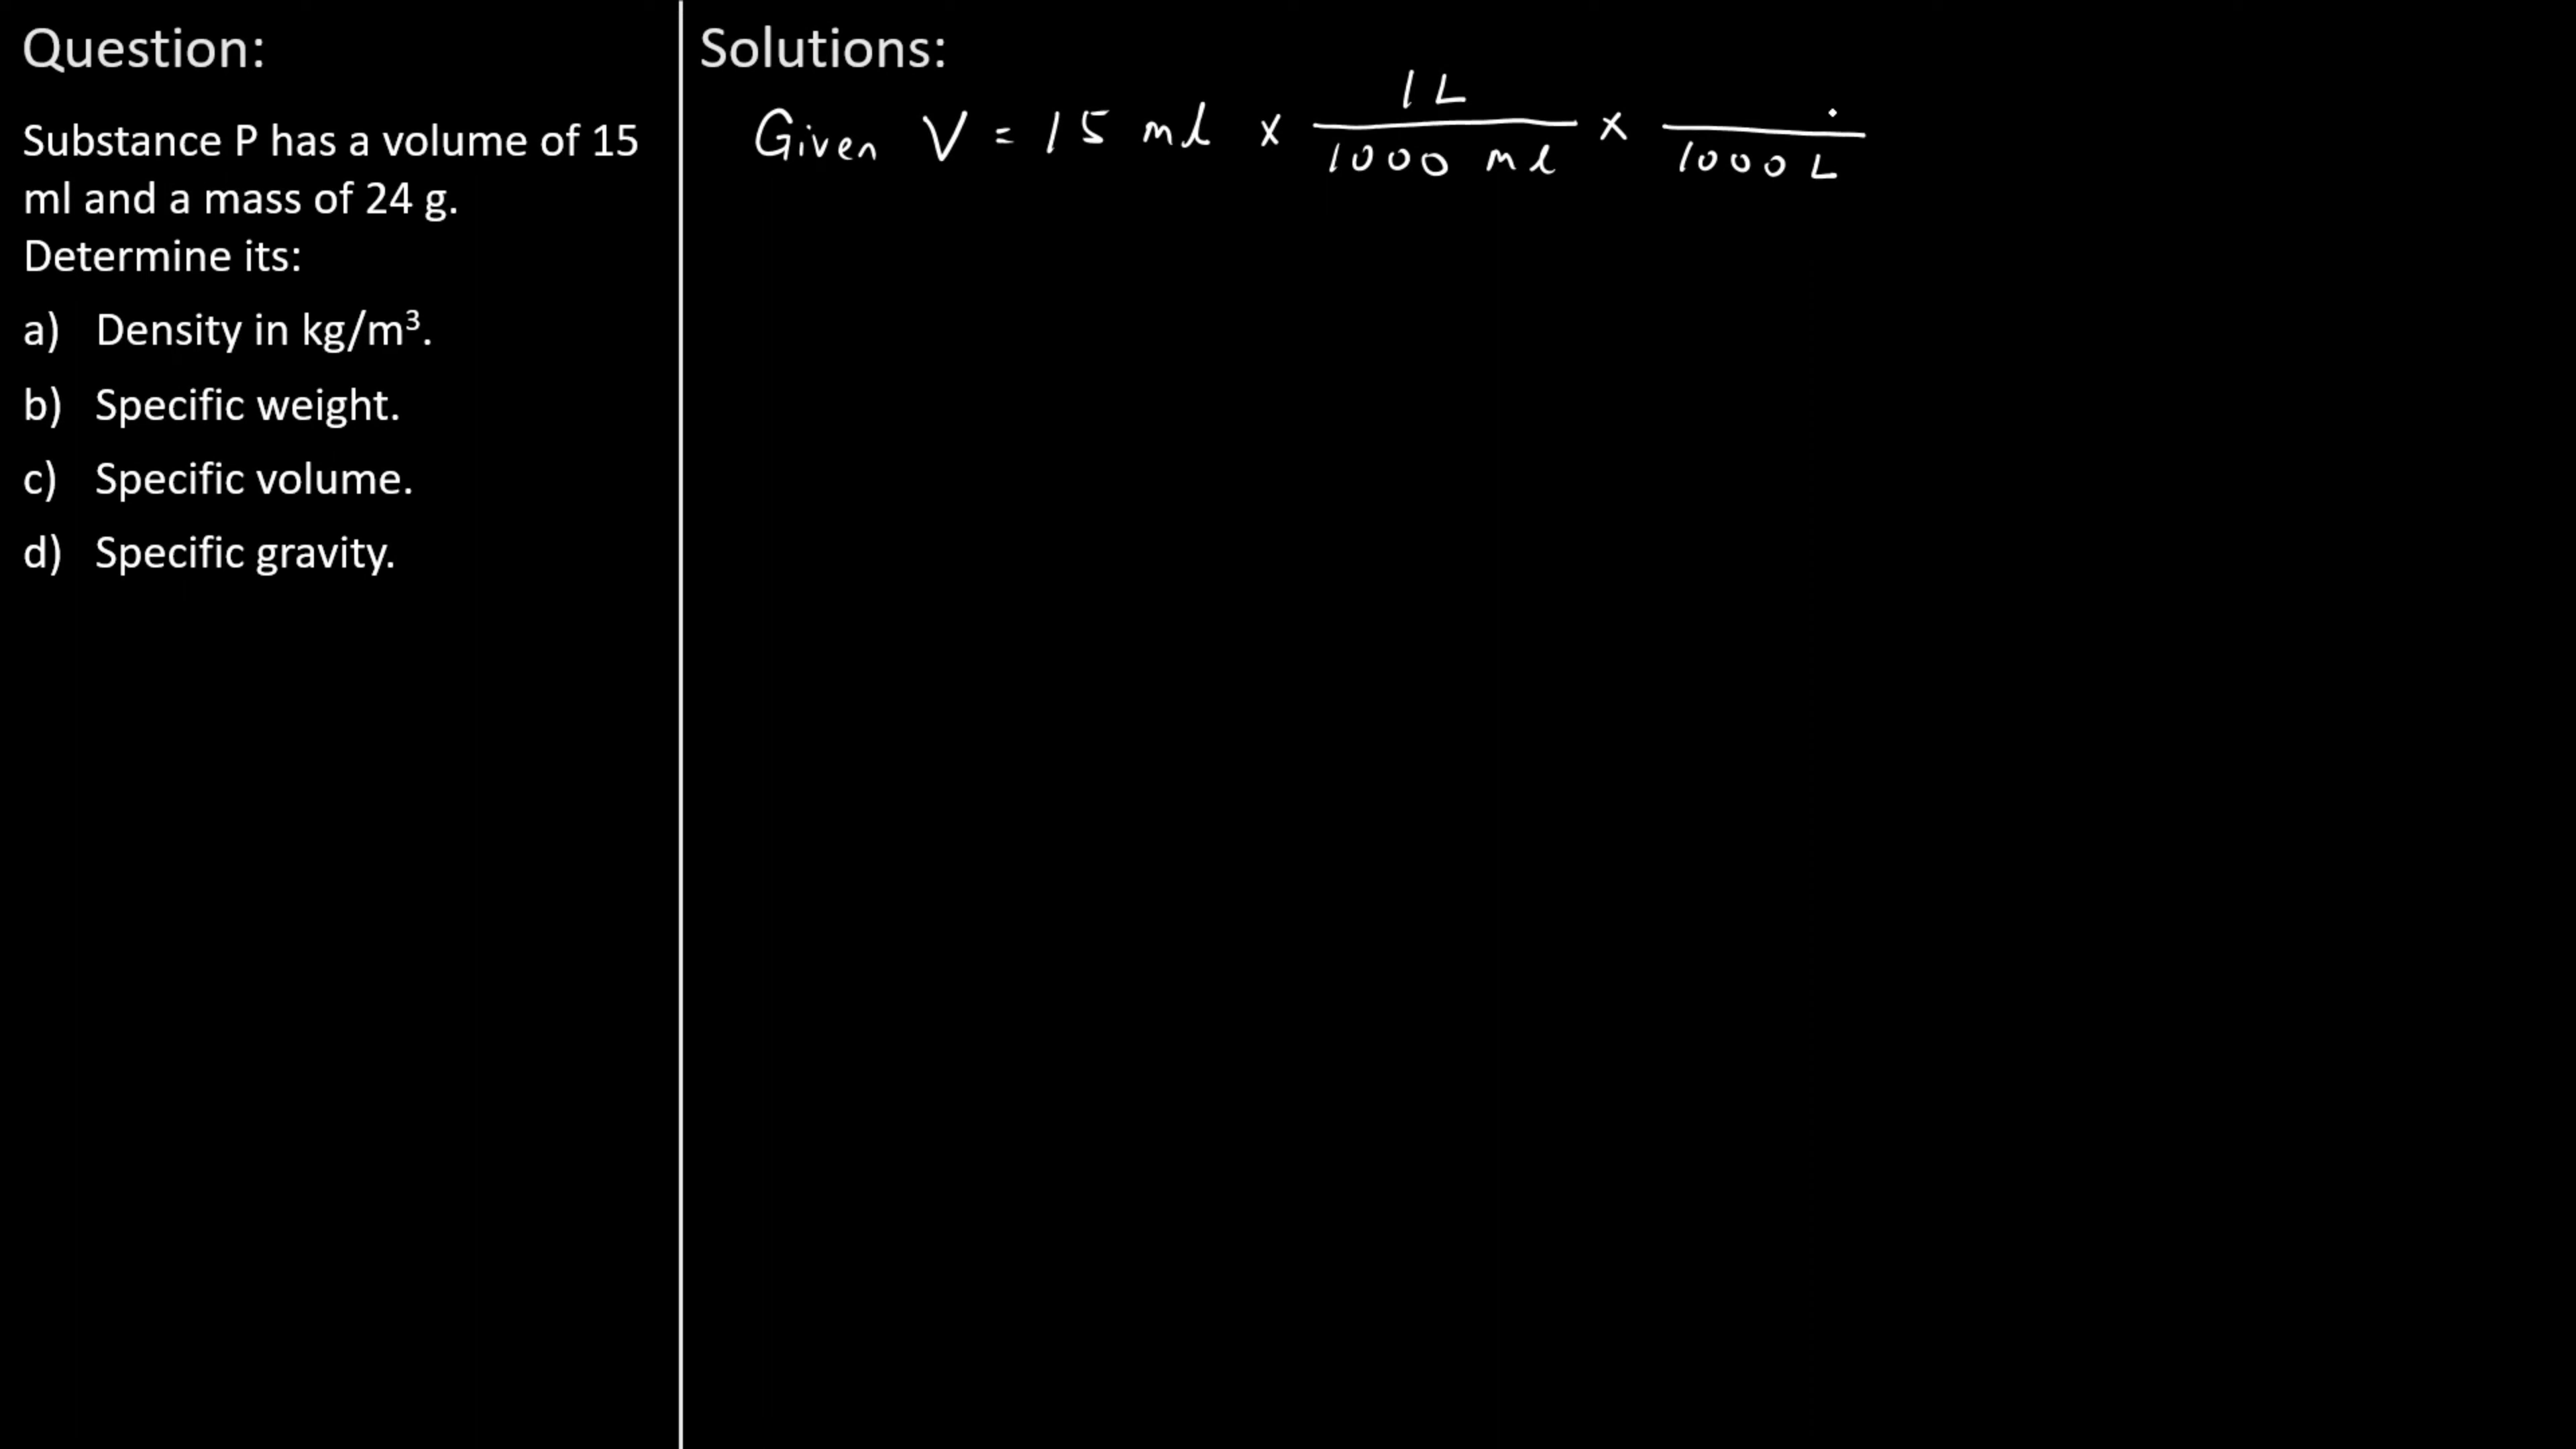 Question:
Substance P has a volume of 15
ml and a mass of 24 g.
Determine its:
a) Density in kg/m³.
b) Specific weight.
c) Specific volume.
d) Specific gravity.
Solutions:
Given V = 15 ml × 1 L / 1000 ml × / 1000 L